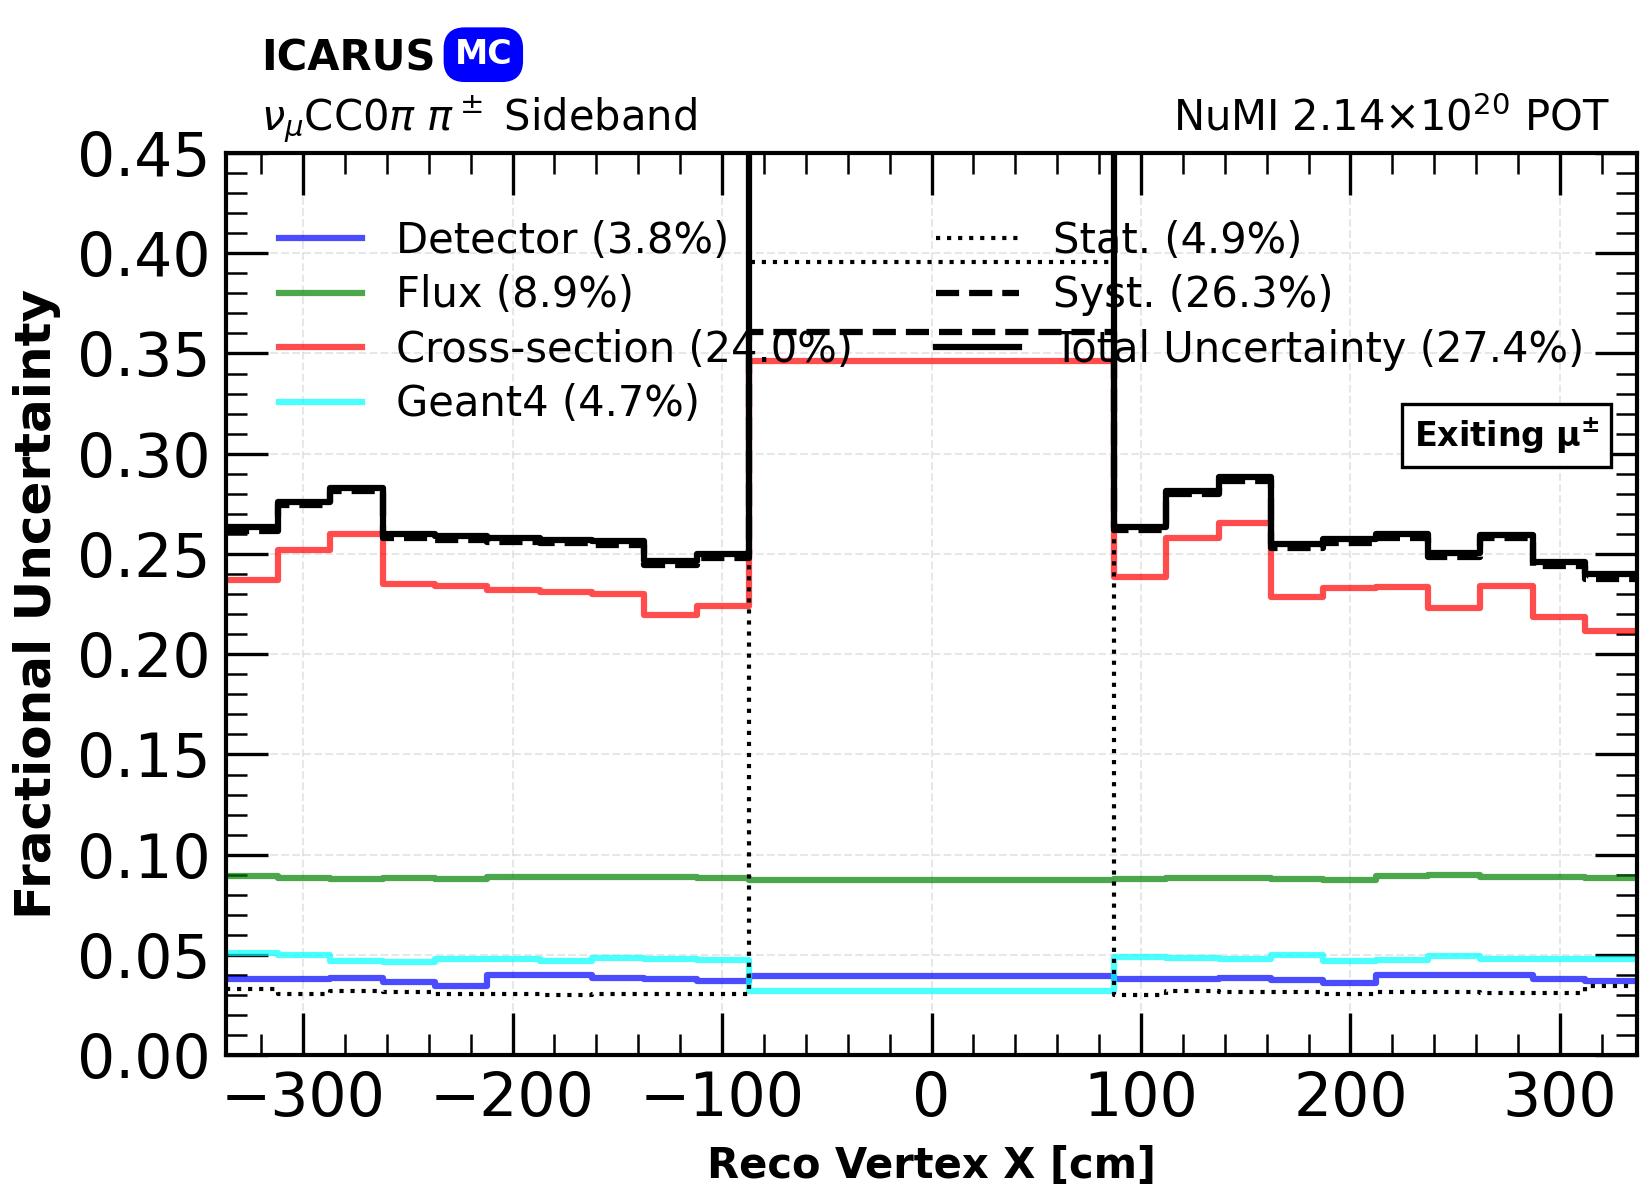 ICARUS MC
νμCC0π π± Sideband
NuMI 2.14×10²⁰ POT
0.45
0.40
0.35
0.30
0.25
0.20
0.15
0.10
0.05
0.00
Fractional Uncertainty
Detector (3.8%)
Flux (8.9%)
Cross-section (24.0%)
Geant4 (4.7%)
Stat. (4.9%)
Syst. (26.3%)
Total Uncertainty (27.4%)
Exiting μ±
−300 −200 −100 0 100 200 300
Reco Vertex X [cm]